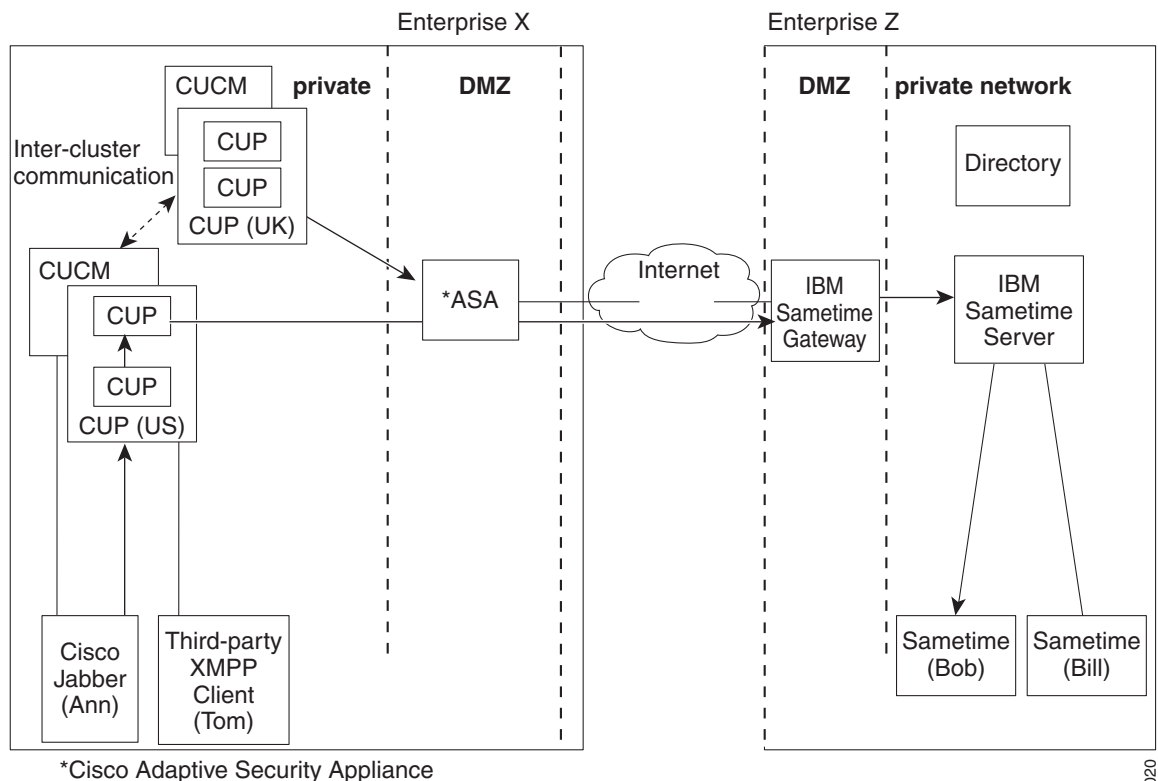 Enterprise X
Enterprise Z
CUCM
private
DMZ
DMZ
private network
CUP
CUP
CUP (UK)
Inter-cluster
communication
Directory
CUCM
CUP
CUP
CUP (US)
*ASA
Internet
IBM
Sametime
Gateway
IBM
Sametime
Server
Cisco
Jabber
(Ann)
Third-party
XMPP
Client
(Tom)
Sametime
(Bob)
Sametime
(Bill)
*Cisco Adaptive Security Appliance